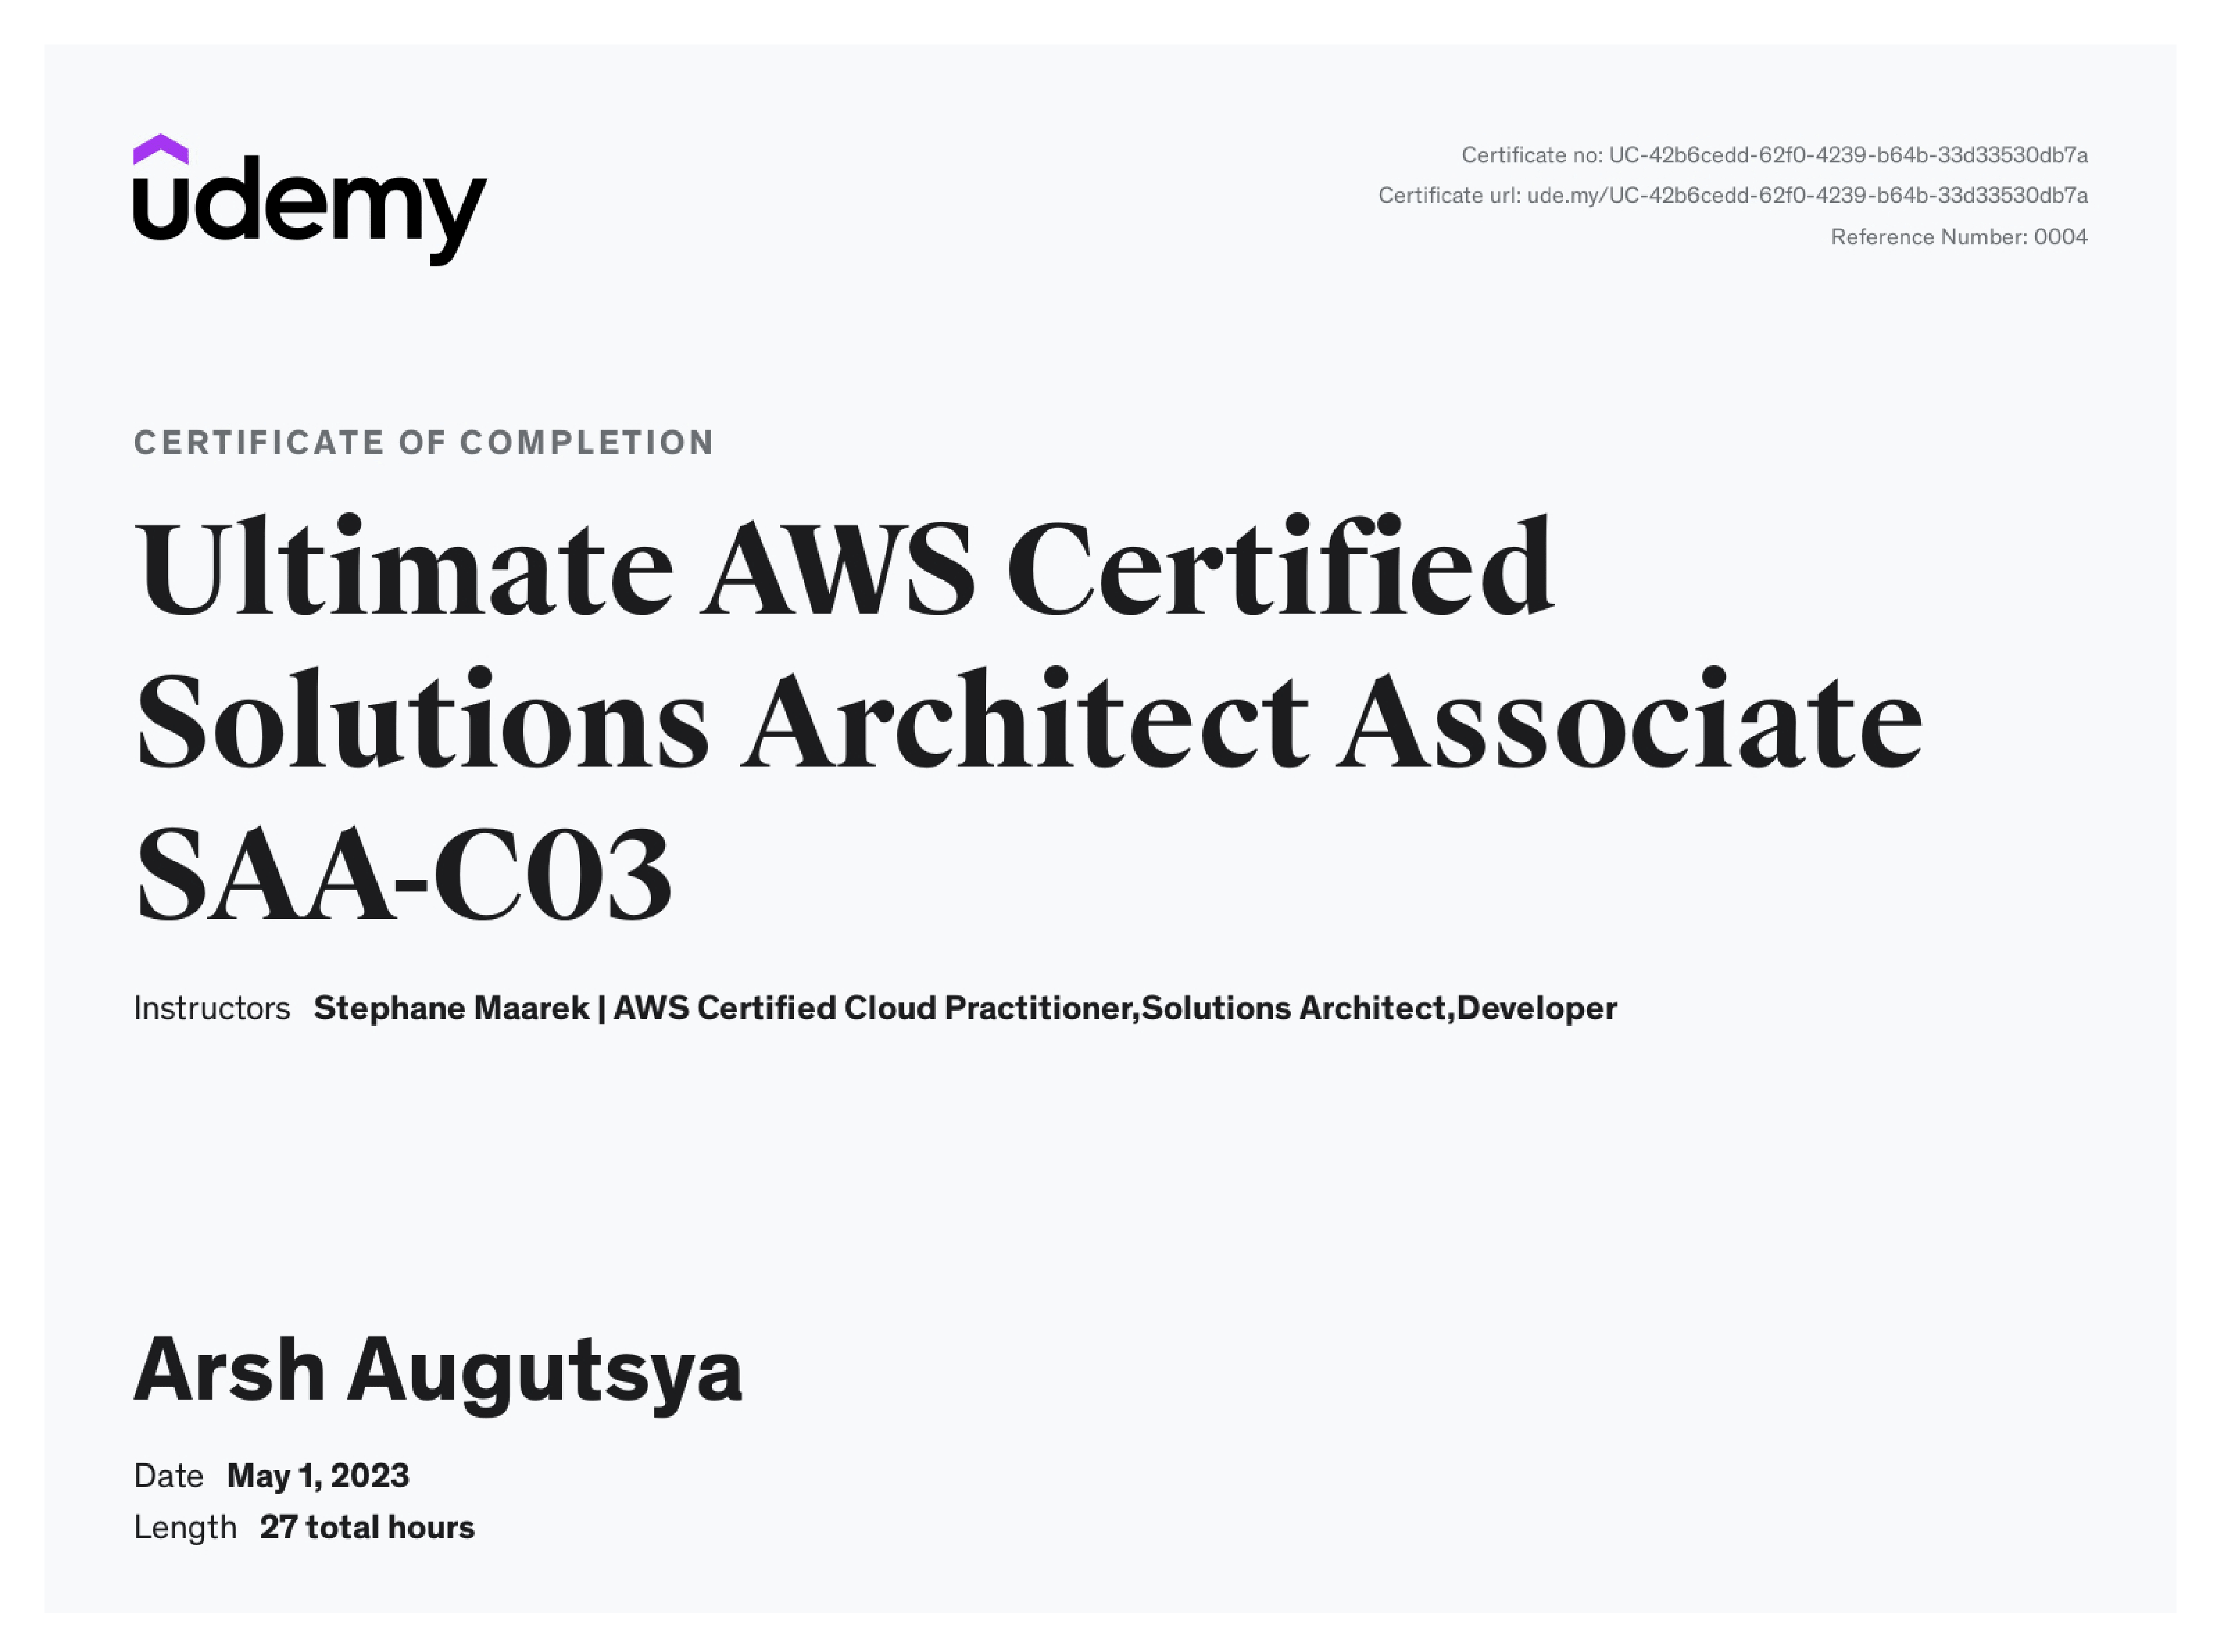 udemy
Certificate no: UC-42b6cedd-62f0-4239-b64b-33d33530db7a
Certificate url: ude.my/UC-42b6cedd-62f0-4239-b64b-33d33530db7a
Reference Number: 0004
CERTIFICATE OF COMPLETION
Ultimate AWS Certified
Solutions Architect Associate
SAA-C03
Instructors Stephane Maarek | AWS Certified Cloud Practitioner,Solutions Architect,Developer
Arsh Augutsya
Date May 1, 2023
Length 27 total hours